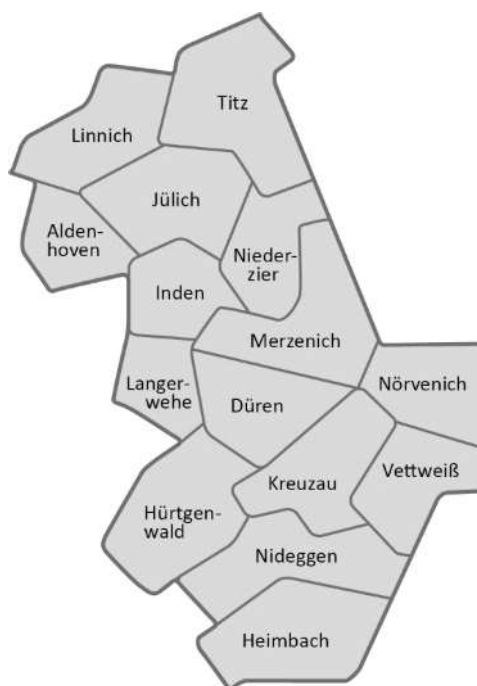 Titz
Linnich
Jülich
Alden-
hoven
Nieder-
zier
Inden
Merzenich
Langer-
wehe
Düren
Nörvenich
Vettweiß
Kreuzau
Hürtgen-
wald
Nideggen
Heimbach